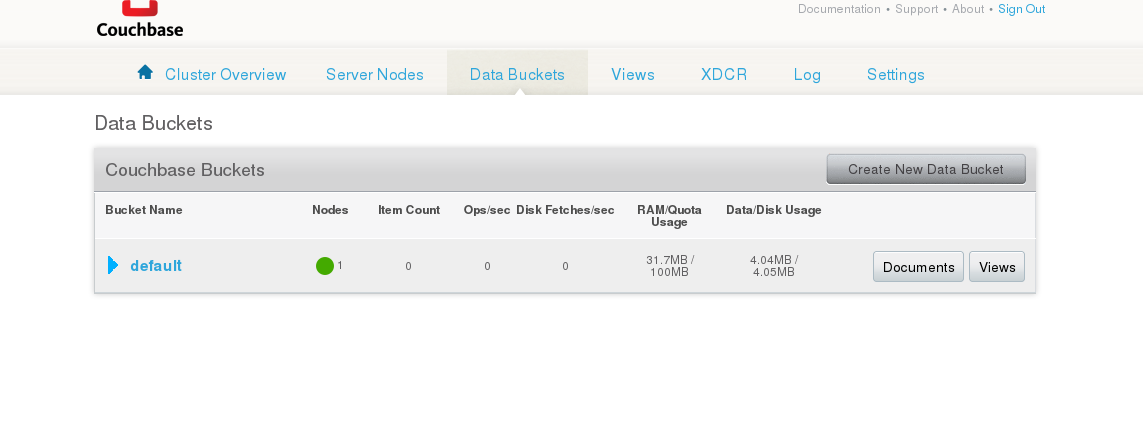 Couchbase
Documentation • Support • About • Sign Out
Cluster Overview Server Nodes Data Buckets Views XDCR Log Settings
Data Buckets
Couchbase Buckets Create New Data Bucket
Bucket Name Nodes Item Count Ops/sec Disk Fetches/sec RAM/Quota Usage Data/Disk Usage
default 1 0 0 0 31.7MB / 100MB 4.04MB / 4.05MB Documents Views